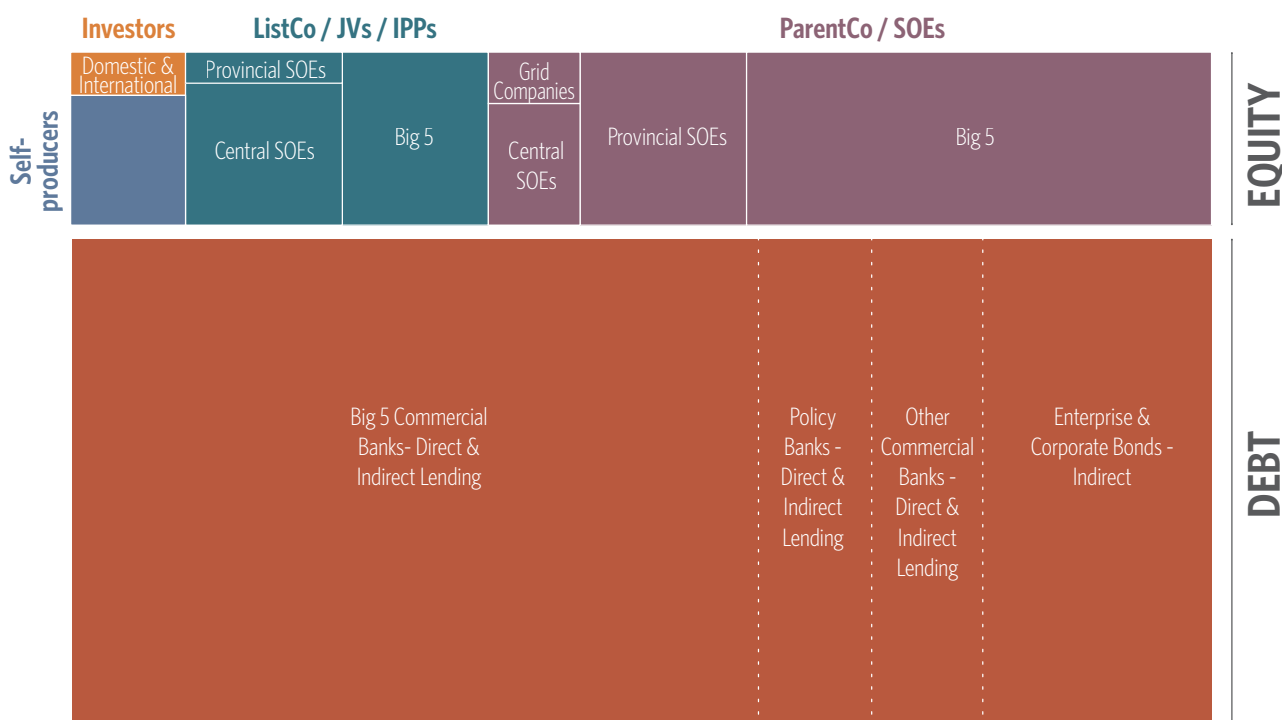 Investors
ListCo / JVs / IPPs
ParentCo / SOEs
Self-
producers
Domestic &
International
Provincial SOEs
Central SOEs
Big 5
Grid
Companies
Central
SOEs
Provincial SOEs
Big 5
EQUITY
Big 5 Commercial
Banks- Direct &
Indirect Lending
Policy
Banks -
Direct &
Indirect
Lending
Other
Commercial
Banks -
Direct &
Indirect
Lending
Enterprise &
Corporate Bonds -
Indirect
DEBT